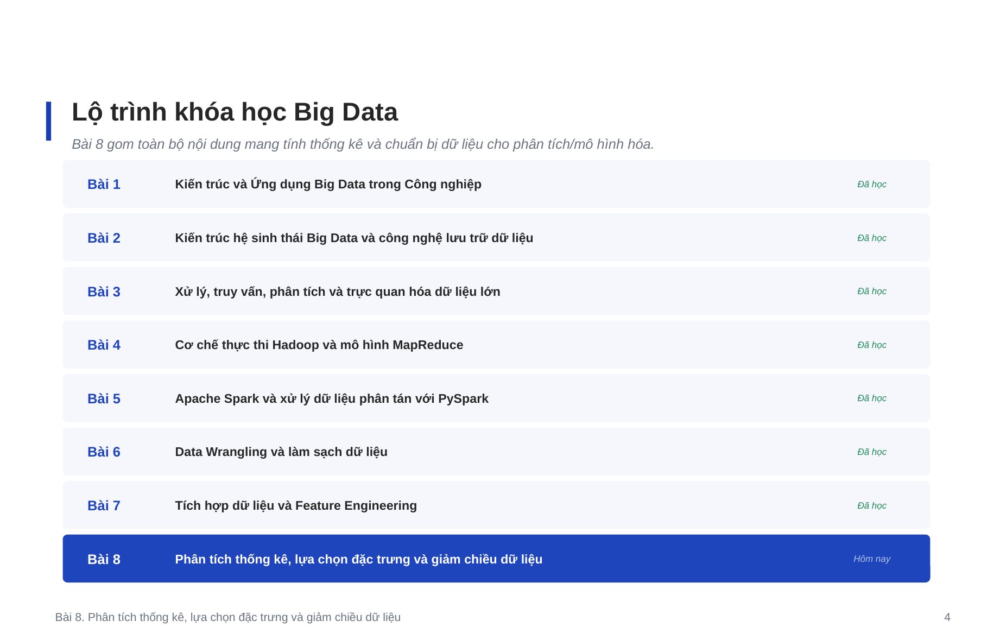 Lộ trình khóa học Big Data
Bài 8 gom toàn bộ nội dung mang tính thống kê và chuẩn bị dữ liệu cho phân tích/mô hình hóa.
Bài 1 Kiến trúc và Ứng dụng Big Data trong Công nghiệp Đã học
Bài 2 Kiến trúc hệ sinh thái Big Data và công nghệ lưu trữ dữ liệu Đã học
Bài 3 Xử lý, truy vấn, phân tích và trực quan hóa dữ liệu lớn Đã học
Bài 4 Cơ chế thực thi Hadoop và mô hình MapReduce Đã học
Bài 5 Apache Spark và xử lý dữ liệu phân tán với PySpark Đã học
Bài 6 Data Wrangling và làm sạch dữ liệu Đã học
Bài 7 Tích hợp dữ liệu và Feature Engineering Đã học
Bài 8 Phân tích thống kê, lựa chọn đặc trưng và giảm chiều dữ liệu Hôm nay
Bài 8. Phân tích thống kê, lựa chọn đặc trưng và giảm chiều dữ liệu 4